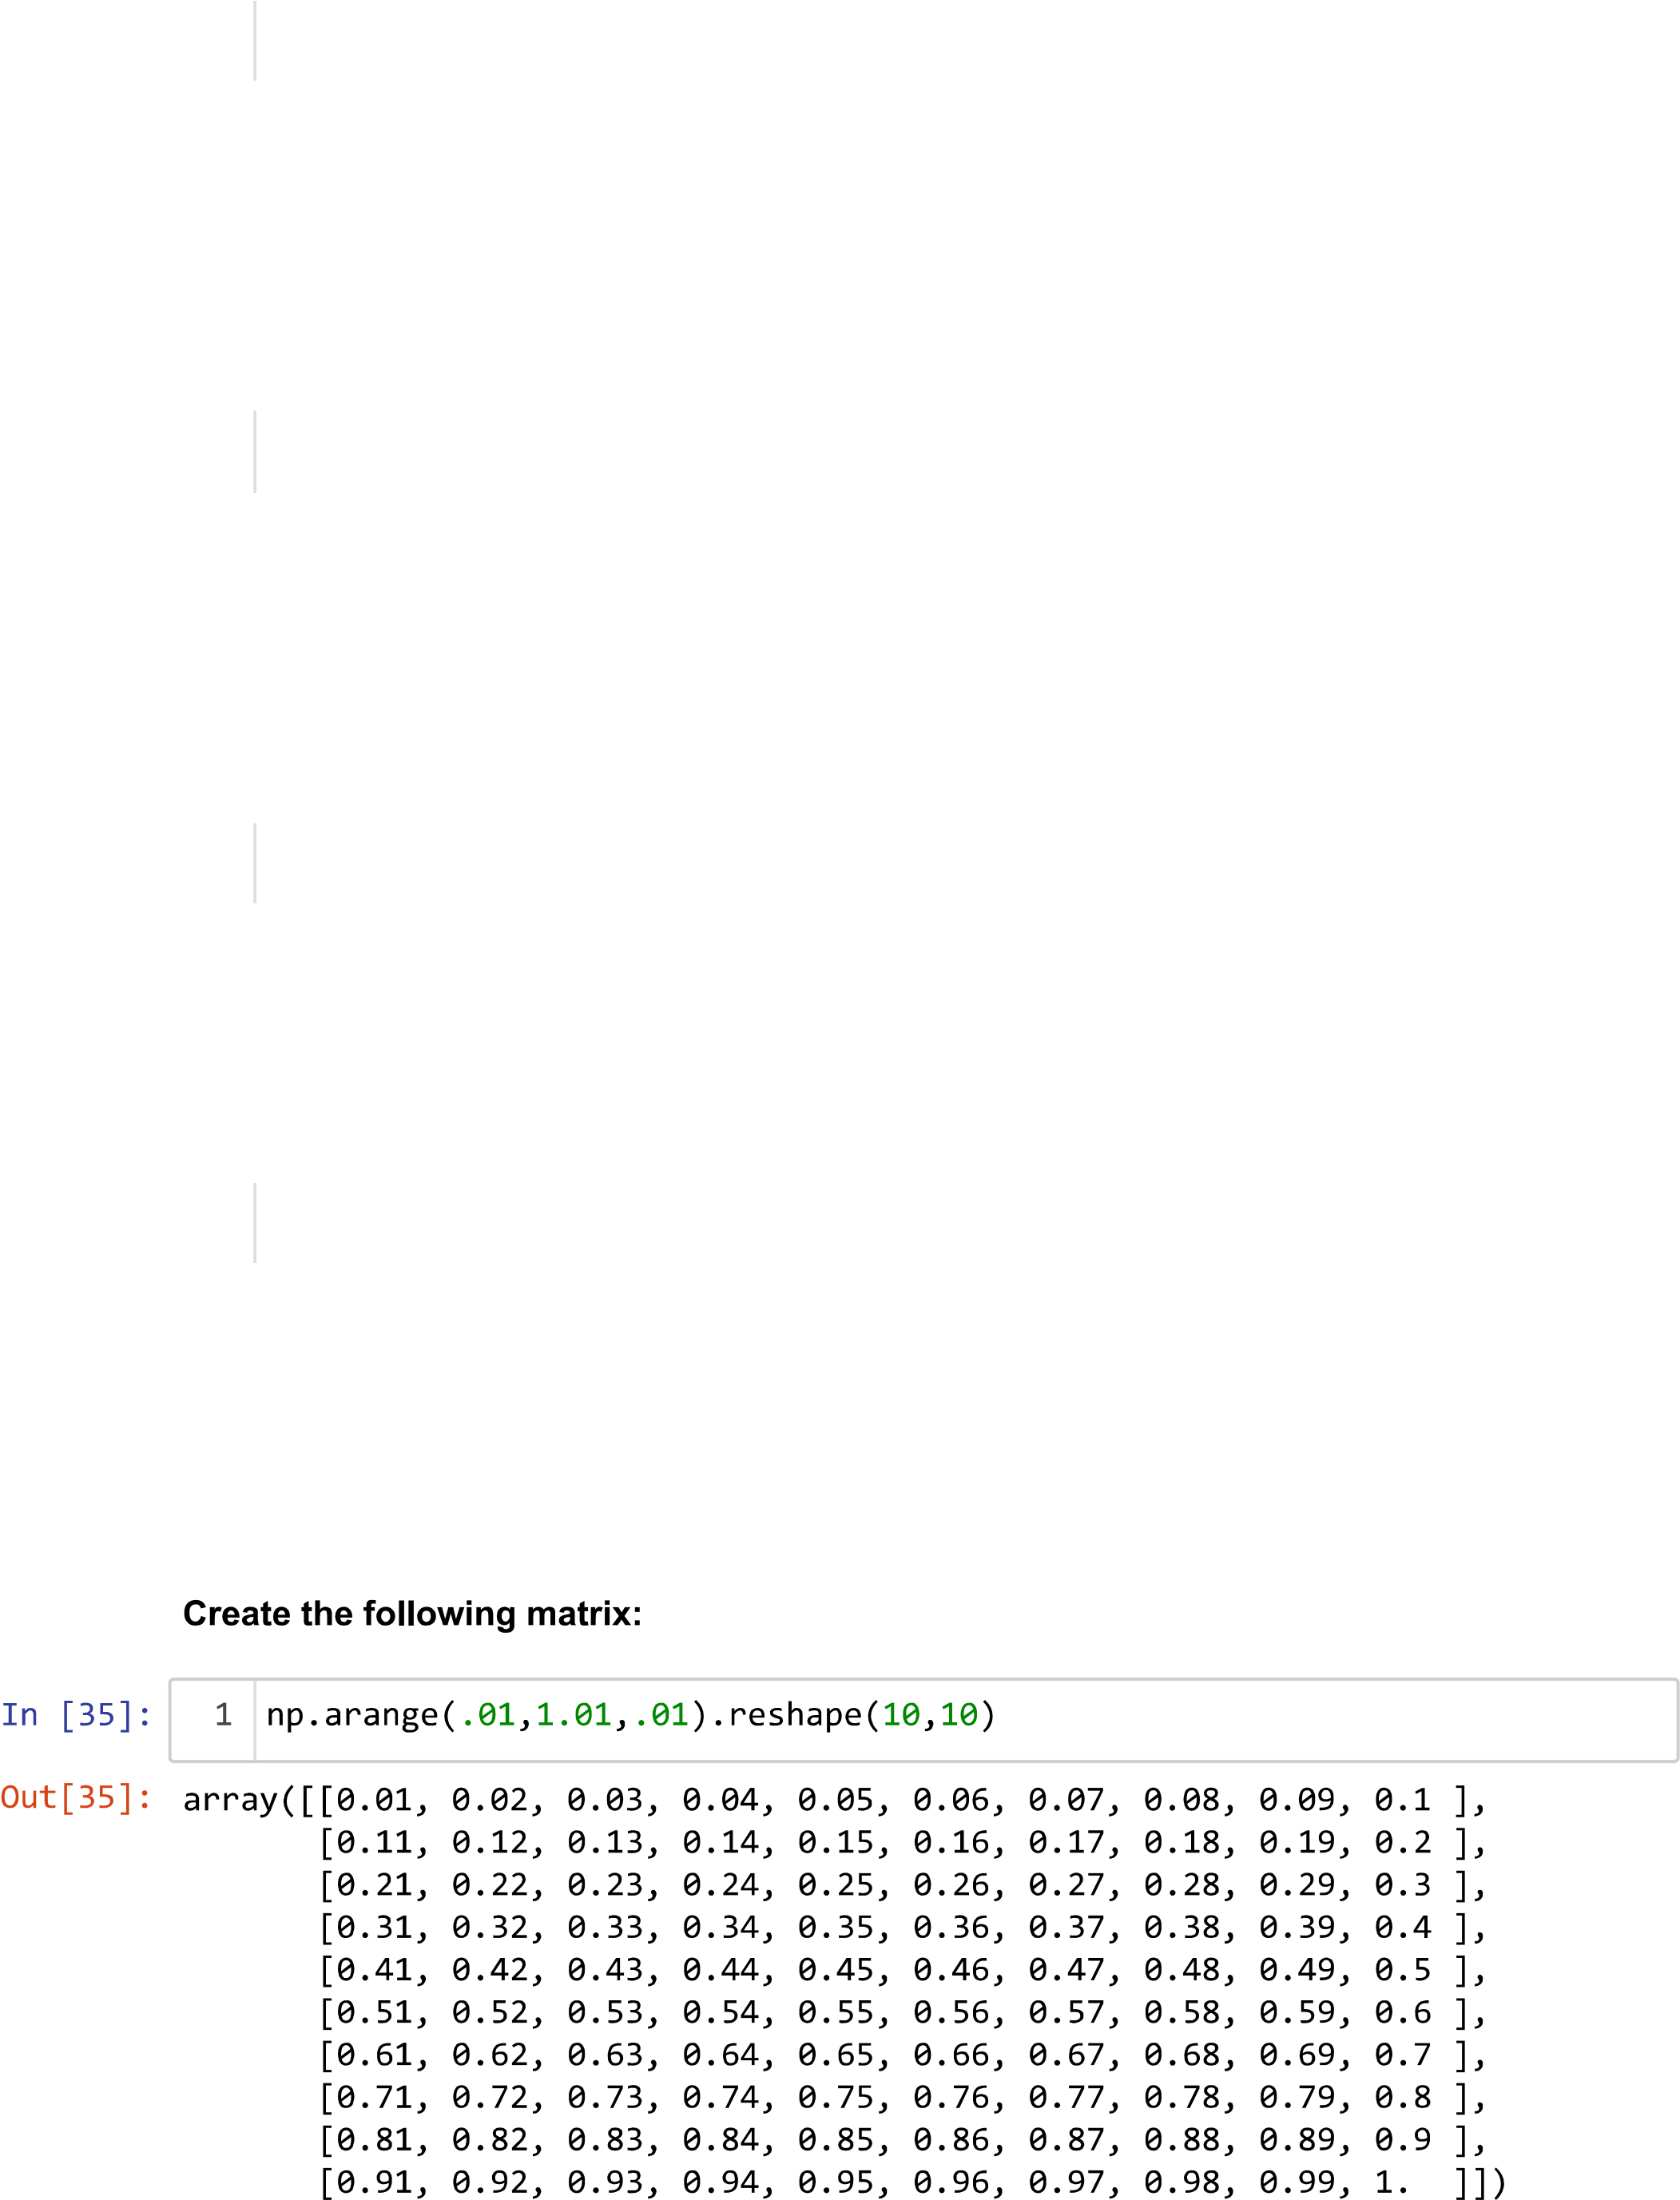 Create the following matrix:
In [35]: 1 np.arange(.01,1.01,.01).reshape(10,10)
Out[35]: array([[0.01, 0.02, 0.03, 0.04, 0.05, 0.06, 0.07, 0.08, 0.09, 0.1 ],
[0.11, 0.12, 0.13, 0.14, 0.15, 0.16, 0.17, 0.18, 0.19, 0.2 ],
[0.21, 0.22, 0.23, 0.24, 0.25, 0.26, 0.27, 0.28, 0.29, 0.3 ],
[0.31, 0.32, 0.33, 0.34, 0.35, 0.36, 0.37, 0.38, 0.39, 0.4 ],
[0.41, 0.42, 0.43, 0.44, 0.45, 0.46, 0.47, 0.48, 0.49, 0.5 ],
[0.51, 0.52, 0.53, 0.54, 0.55, 0.56, 0.57, 0.58, 0.59, 0.6 ],
[0.61, 0.62, 0.63, 0.64, 0.65, 0.66, 0.67, 0.68, 0.69, 0.7 ],
[0.71, 0.72, 0.73, 0.74, 0.75, 0.76, 0.77, 0.78, 0.79, 0.8 ],
[0.81, 0.82, 0.83, 0.84, 0.85, 0.86, 0.87, 0.88, 0.89, 0.9 ],
[0.91, 0.92, 0.93, 0.94, 0.95, 0.96, 0.97, 0.98, 0.99, 1.  ]])